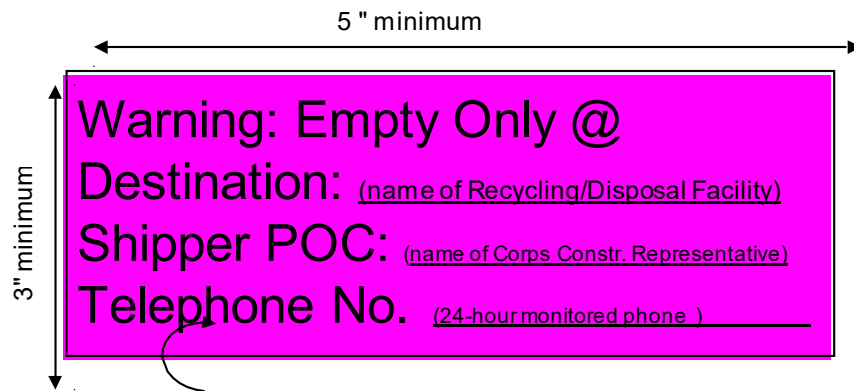 5 " minimum
3" minimum
Warning: Empty Only @
Destination: (name of Recycling/Disposal Facility)
Shipper POC: (name of Corps Constr. Representative)
Telephone No. (24-hour monitored phone )